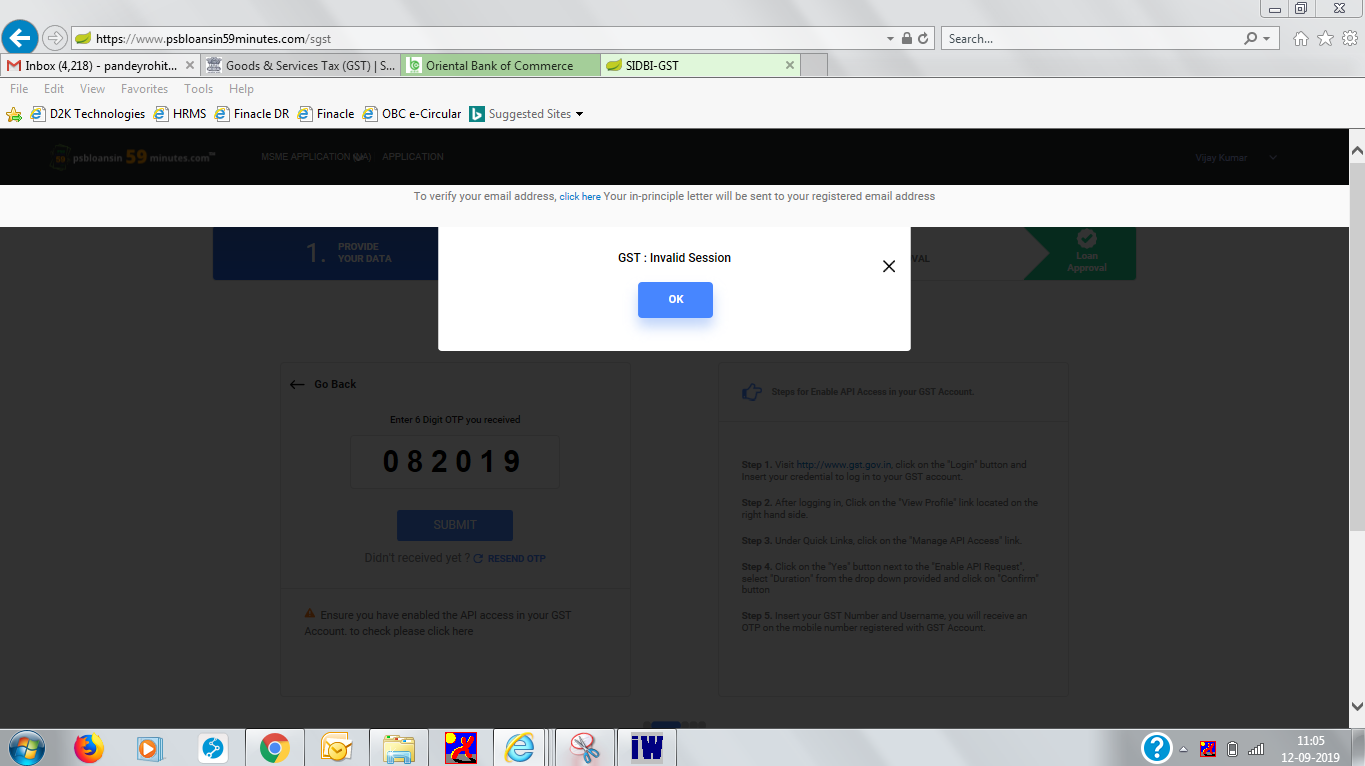 https://www.psbloansin59minutes.com/sgst
Search...
Inbox (4,218) - pandeyrohit...
Goods & Services Tax (GST) | S...
Oriental Bank of Commerce
SIDBI-GST
File Edit View Favorites Tools Help
D2K Technologies HRMS Finacle DR Finacle OBC e-Circular Suggested Sites
psbloansin 59 minutes.com
MSME APPLICATION APPLICATION
Vijay Kumar
To verify your email address, click here Your in-principle letter will be sent to your registered email address
1. PROVIDE
YOUR DATA
Loan
Approval
GST : Invalid Session
OK
Go Back
Enter 6 Digit OTP you received
082019
SUBMIT
Didn't received yet ? RESEND OTP
Ensure you have enabled the API access in your GST
Account. to check please click here
Steps for Enable API Access in your GST Account.
Step 1. Visit http://www.gst.gov.in, click on the "Login" button and
Insert your credential to log in to your GST account.
Step 2. After logging in, Click on the "View Profile" link located on the
right hand side.
Step 3. Under Quick Links, click on the "Manage API Access" link.
Step 4. Click on the "Yes" button next to the "Enable API Request",
select "Duration" from the drop down provided and click on "Confirm"
button
Step 5. Insert your GST Number and Username, you will receive an
OTP on the mobile number registered with GST Account.
iW
11:05
12-09-2019